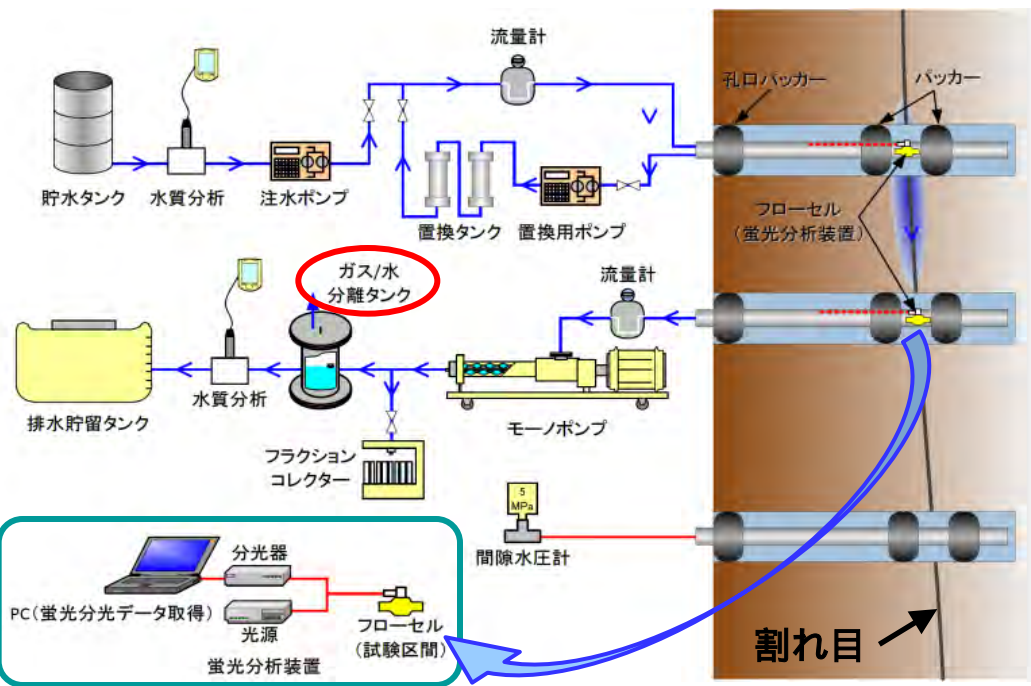 流量計
孔口パッカー
パッカー
貯水タンク
水質分析
注水ポンプ
置換タンク
置換用ポンプ
フローセル
(蛍光分析装置)
ガス/水
分離タンク
流量計
排水貯留タンク
水質分析
モーノポンプ
フラクション
コレクター
5
MPa
間隙水圧計
分光器
PC(蛍光分光データ取得)
光源
フローセル
(試験区間)
蛍光分析装置
割れ目